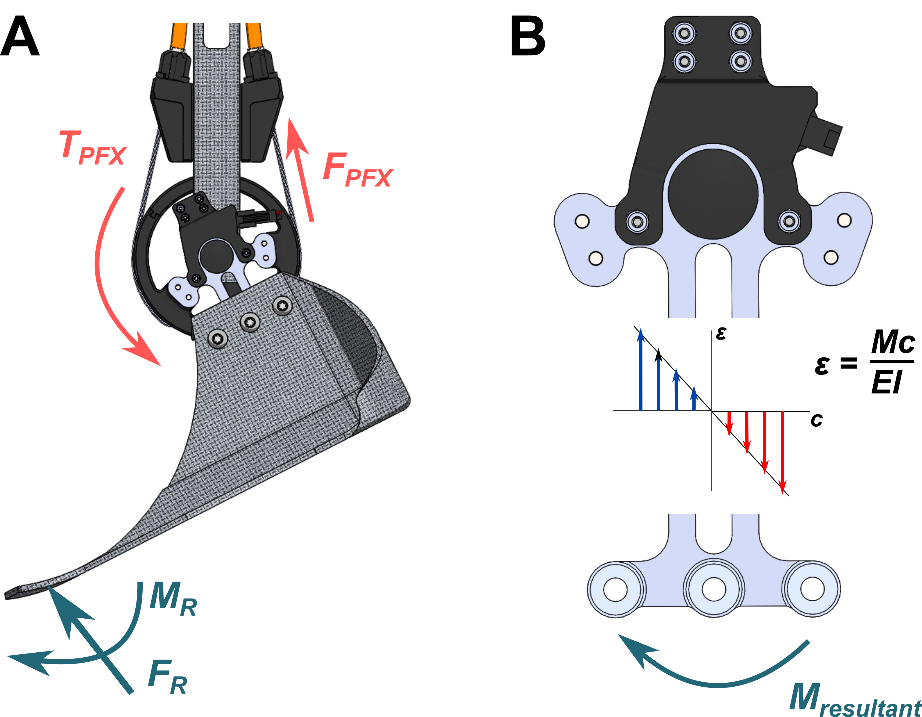 A
B
T_PFX
F_PFX
ε
ε = Mc/EI
c
M_R
F_R
M_resultant